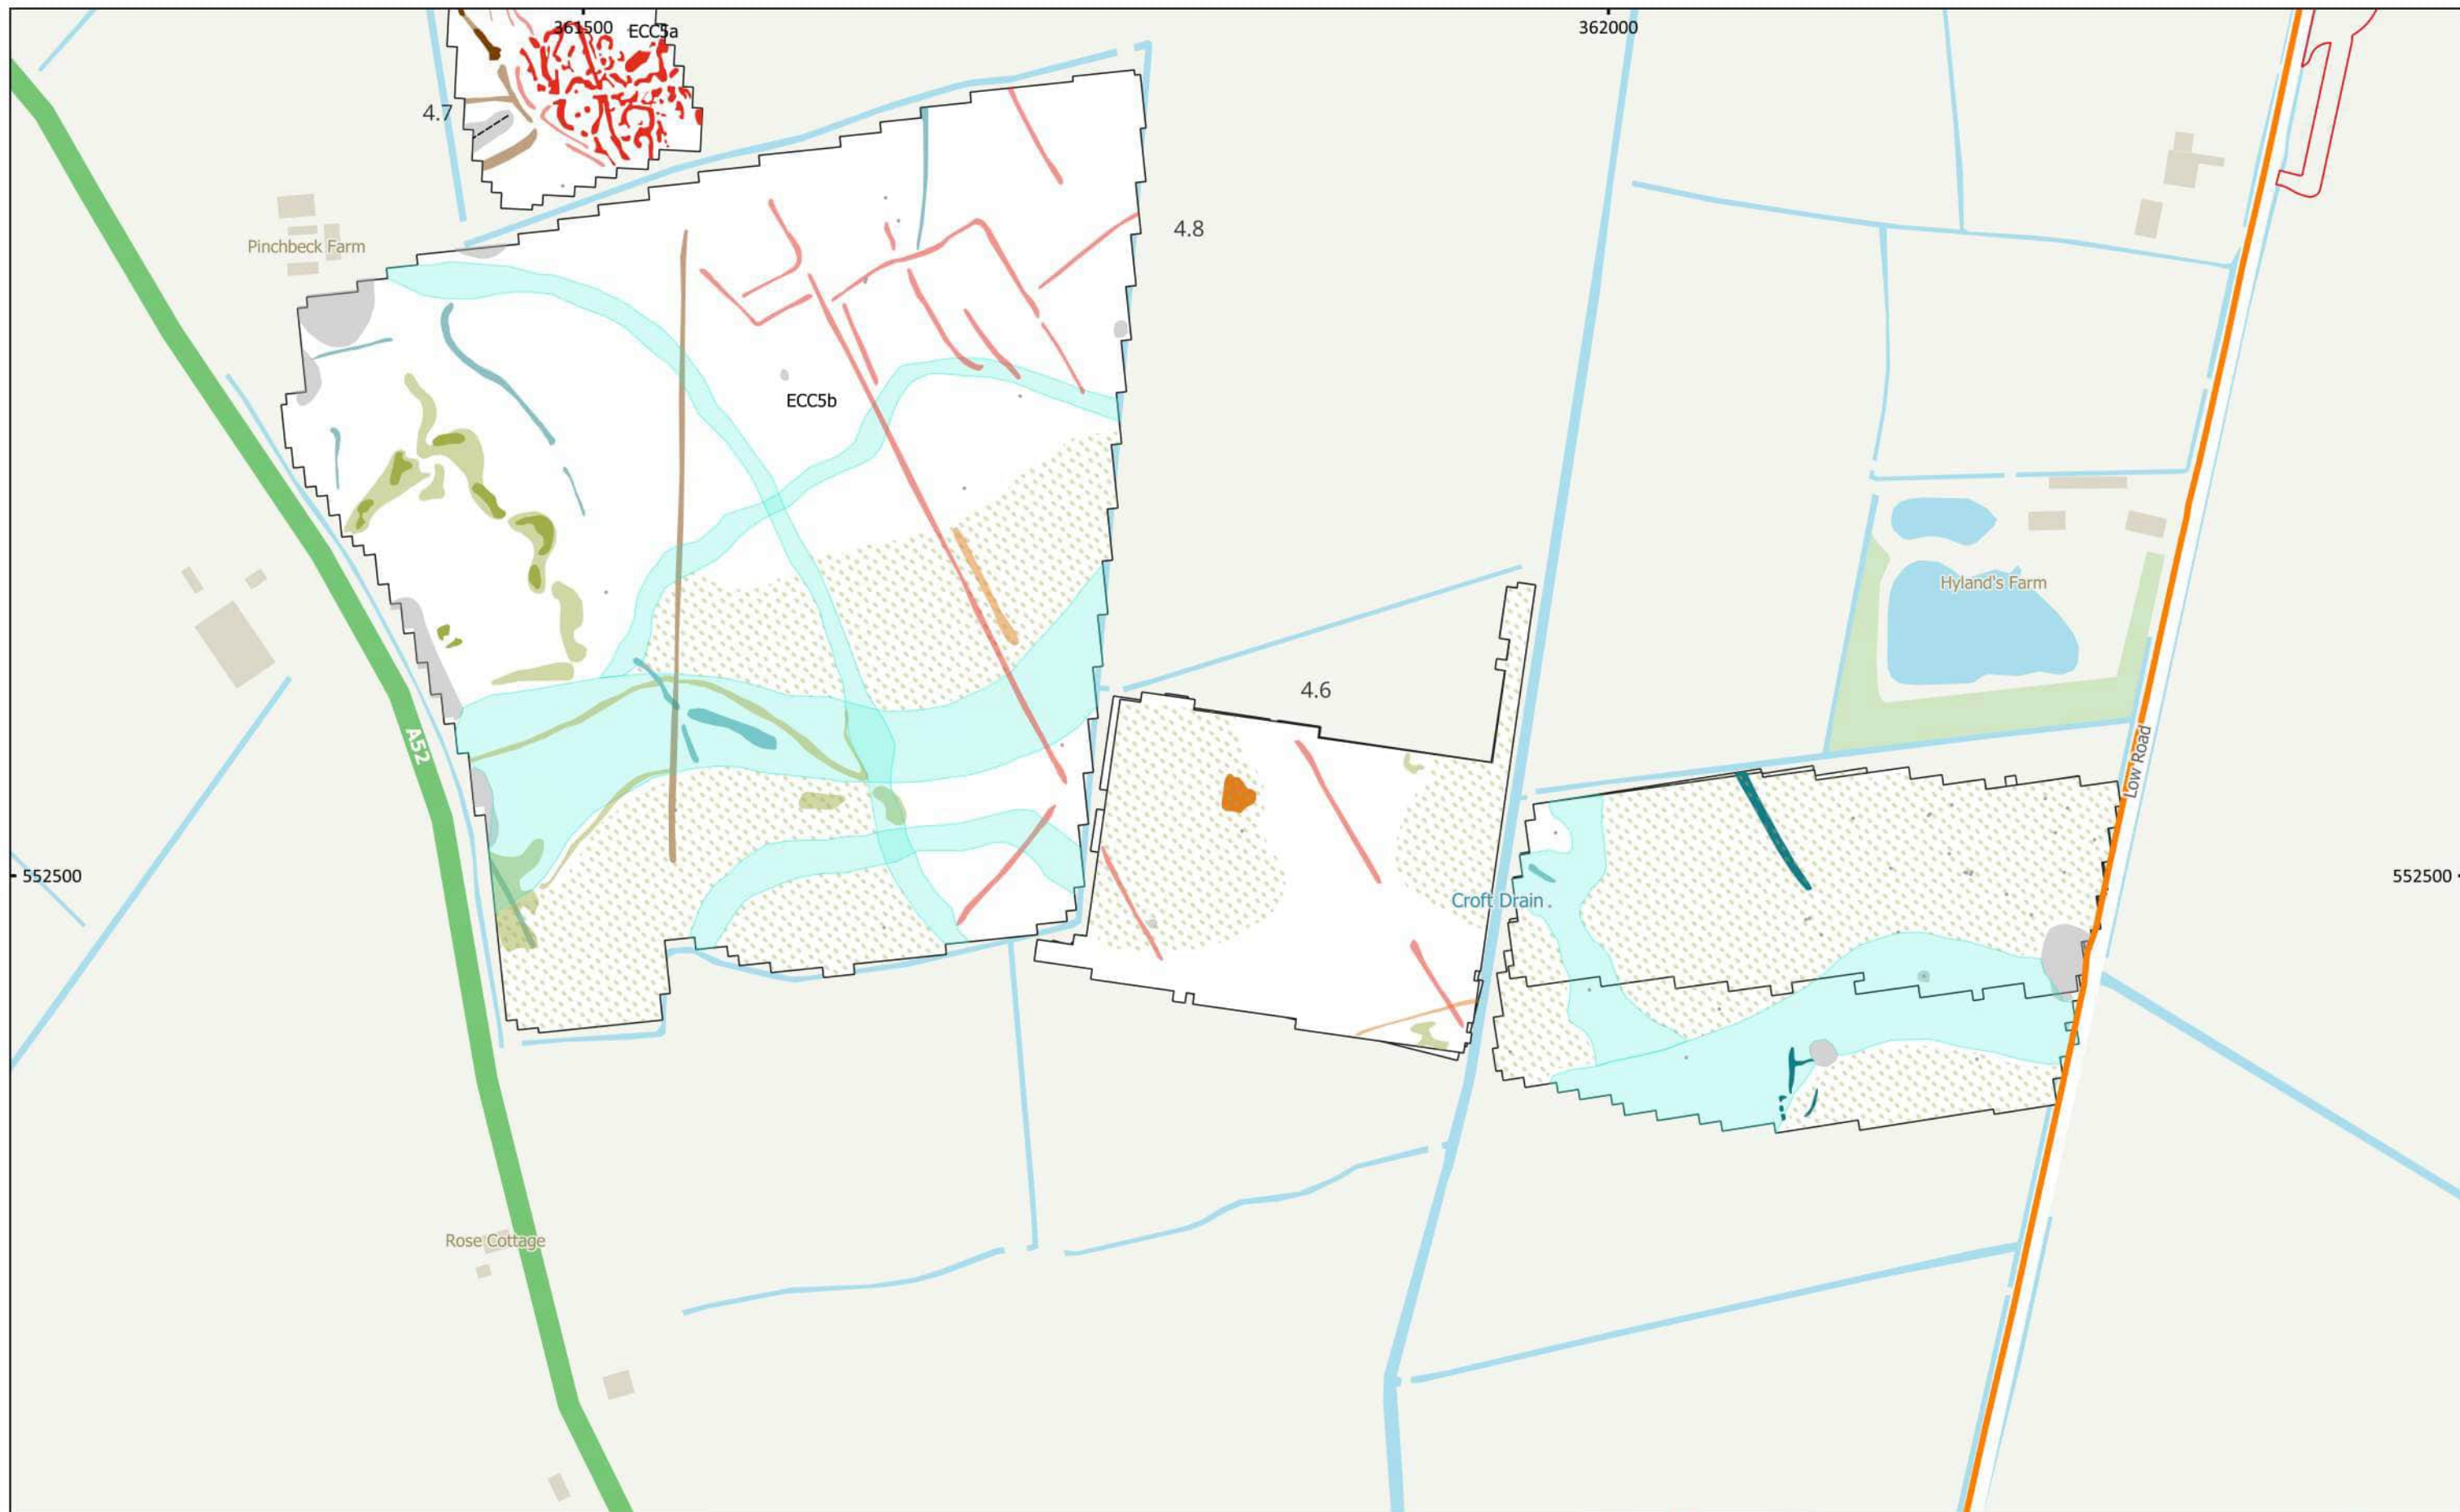 361500
ECC5a
362000
4.7
4.8
Pinchbeck Farm
ECC5b
Hyland's Farm
4.6
A52
Low Road
552500
Croft Drain
552500
Rose Cottage